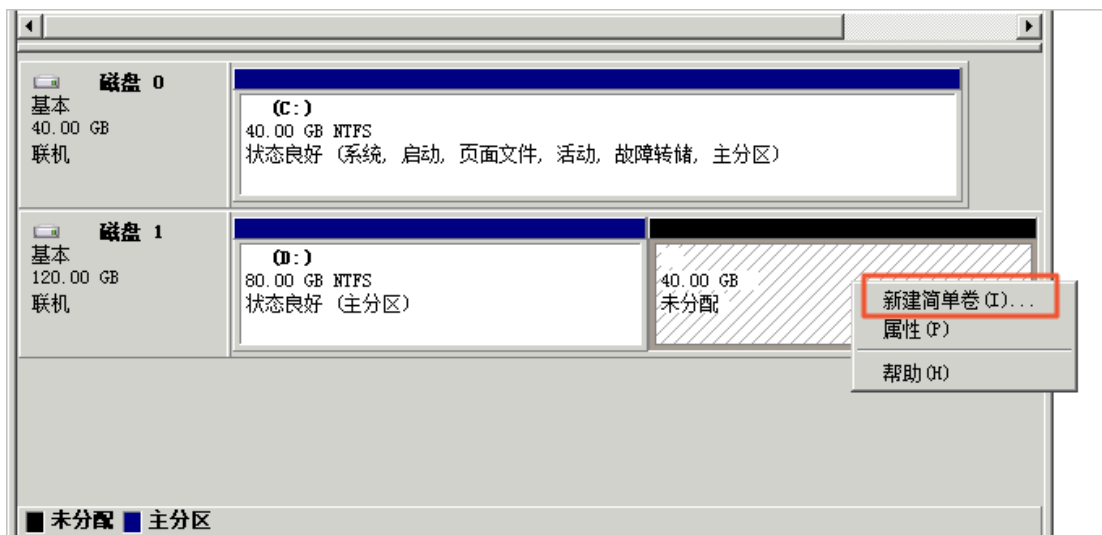 磁盘 0
基本
40.00 GB
联机
(C:)
40.00 GB NTFS
状态良好 (系统, 启动, 页面文件, 活动, 故障转储, 主分区)
磁盘 1
基本
120.00 GB
联机
(D:)
80.00 GB NTFS
状态良好 (主分区)
40.00 GB
未分配
新建简单卷(I)...
属性(P)
帮助(H)
未分配 主分区